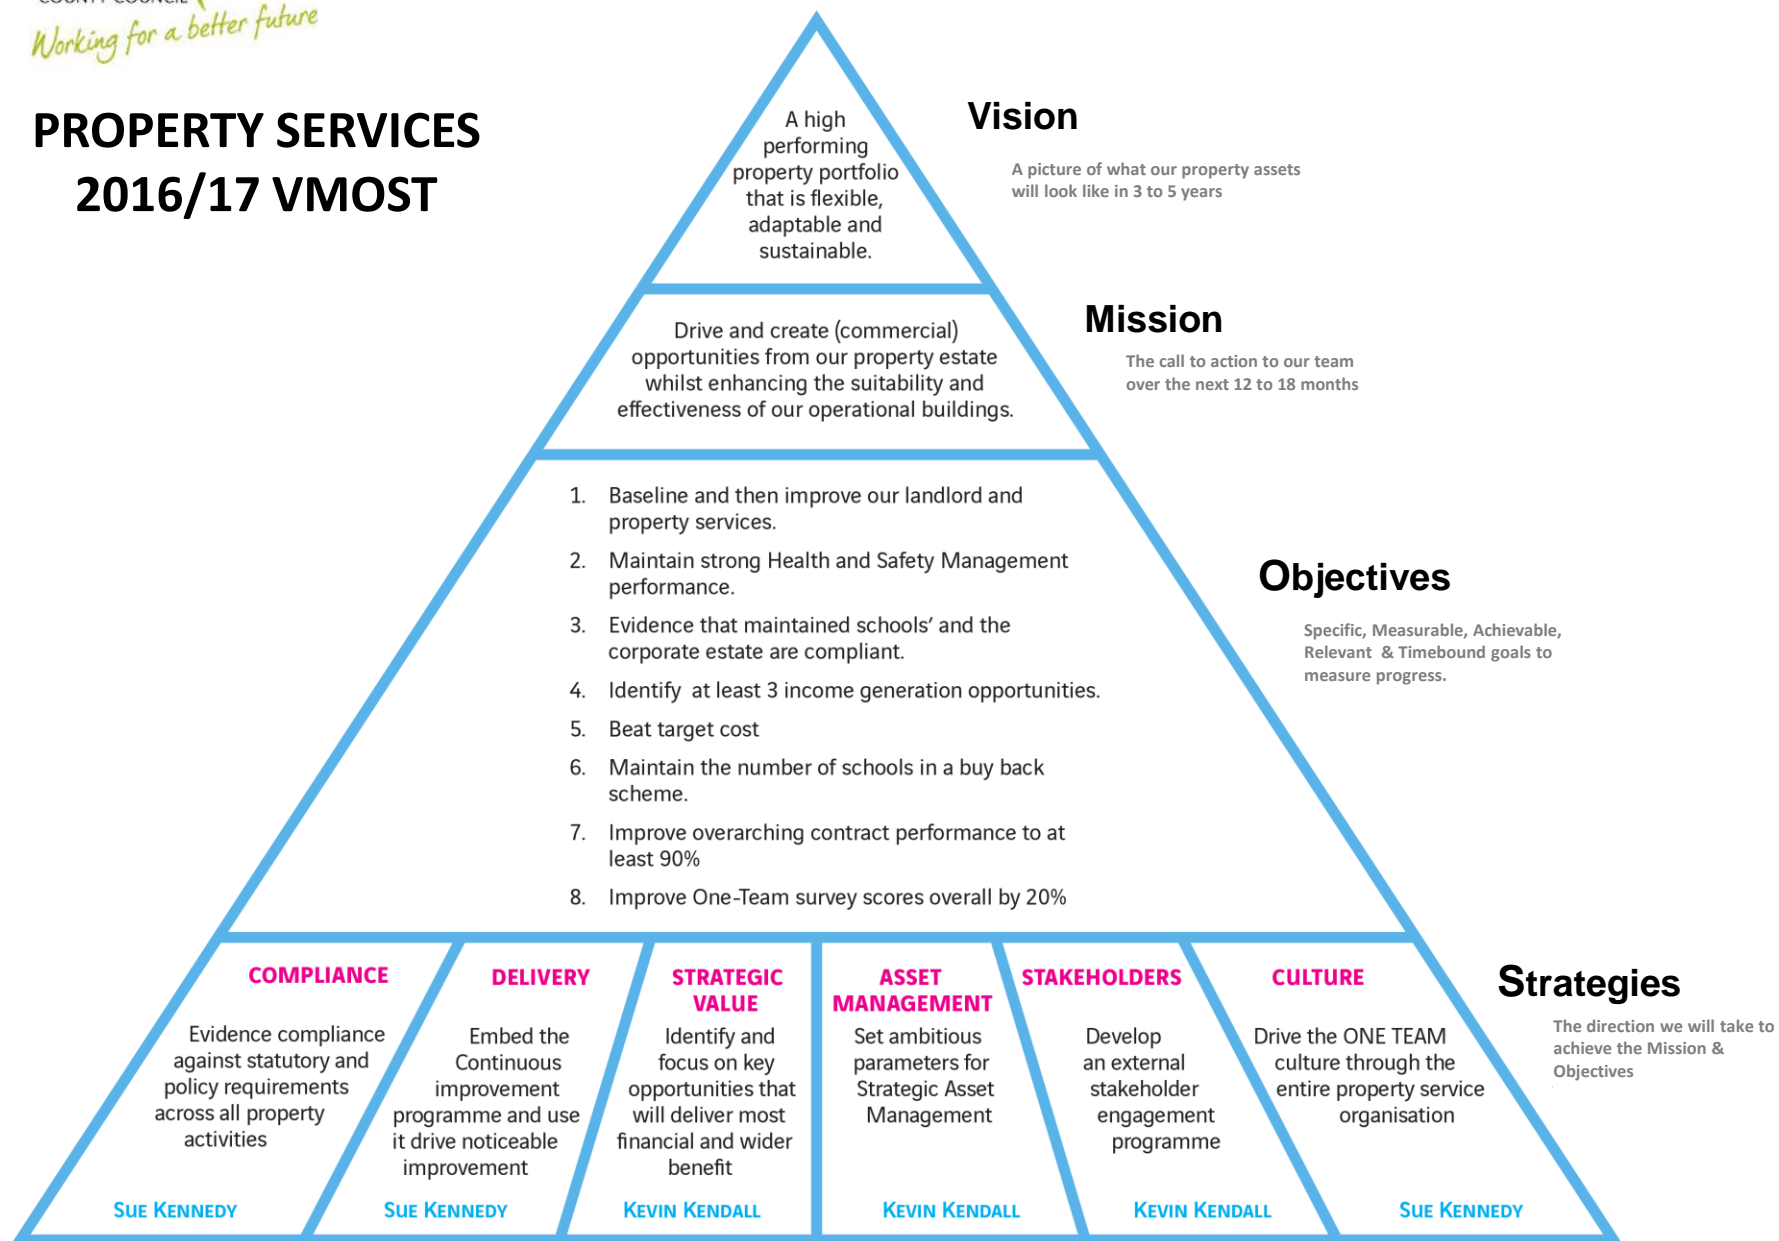 COUNTY COUNCIL
Working for a better future
PROPERTY SERVICES
2016/17 VMOST
A high
performing
property portfolio
that is flexible,
adaptable and
sustainable.
Vision
A picture of what our property assets
will look like in 3 to 5 years
Drive and create (commercial)
opportunities from our property estate
whilst enhancing the suitability and
effectiveness of our operational buildings.
Mission
The call to action to our team
over the next 12 to 18 months
1. Baseline and then improve our landlord and
property services.
2. Maintain strong Health and Safety Management
performance.
3. Evidence that maintained schools’ and the
corporate estate are compliant.
4. Identify at least 3 income generation opportunities.
5. Beat target cost
6. Maintain the number of schools in a buy back
scheme.
7. Improve overarching contract performance to at
least 90%
8. Improve One-Team survey scores overall by 20%
Objectives
Specific, Measurable, Achievable,
Relevant & Timebound goals to
measure progress.
COMPLIANCE
Evidence compliance
against statutory and
policy requirements
across all property
activities
SUE KENNEDY
DELIVERY
Embed the
Continuous
improvement
programme and use
it drive noticeable
improvement
SUE KENNEDY
STRATEGIC
VALUE
Identify and
focus on key
opportunities that
will deliver most
financial and wider
benefit
KEVIN KENDALL
ASSET
MANAGEMENT
Set ambitious
parameters for
Strategic Asset
Management
KEVIN KENDALL
STAKEHOLDERS
Develop
an external
stakeholder
engagement
programme
KEVIN KENDALL
CULTURE
Drive the ONE TEAM
culture through the
entire property service
organisation
SUE KENNEDY
Strategies
The direction we will take to
achieve the Mission &
Objectives